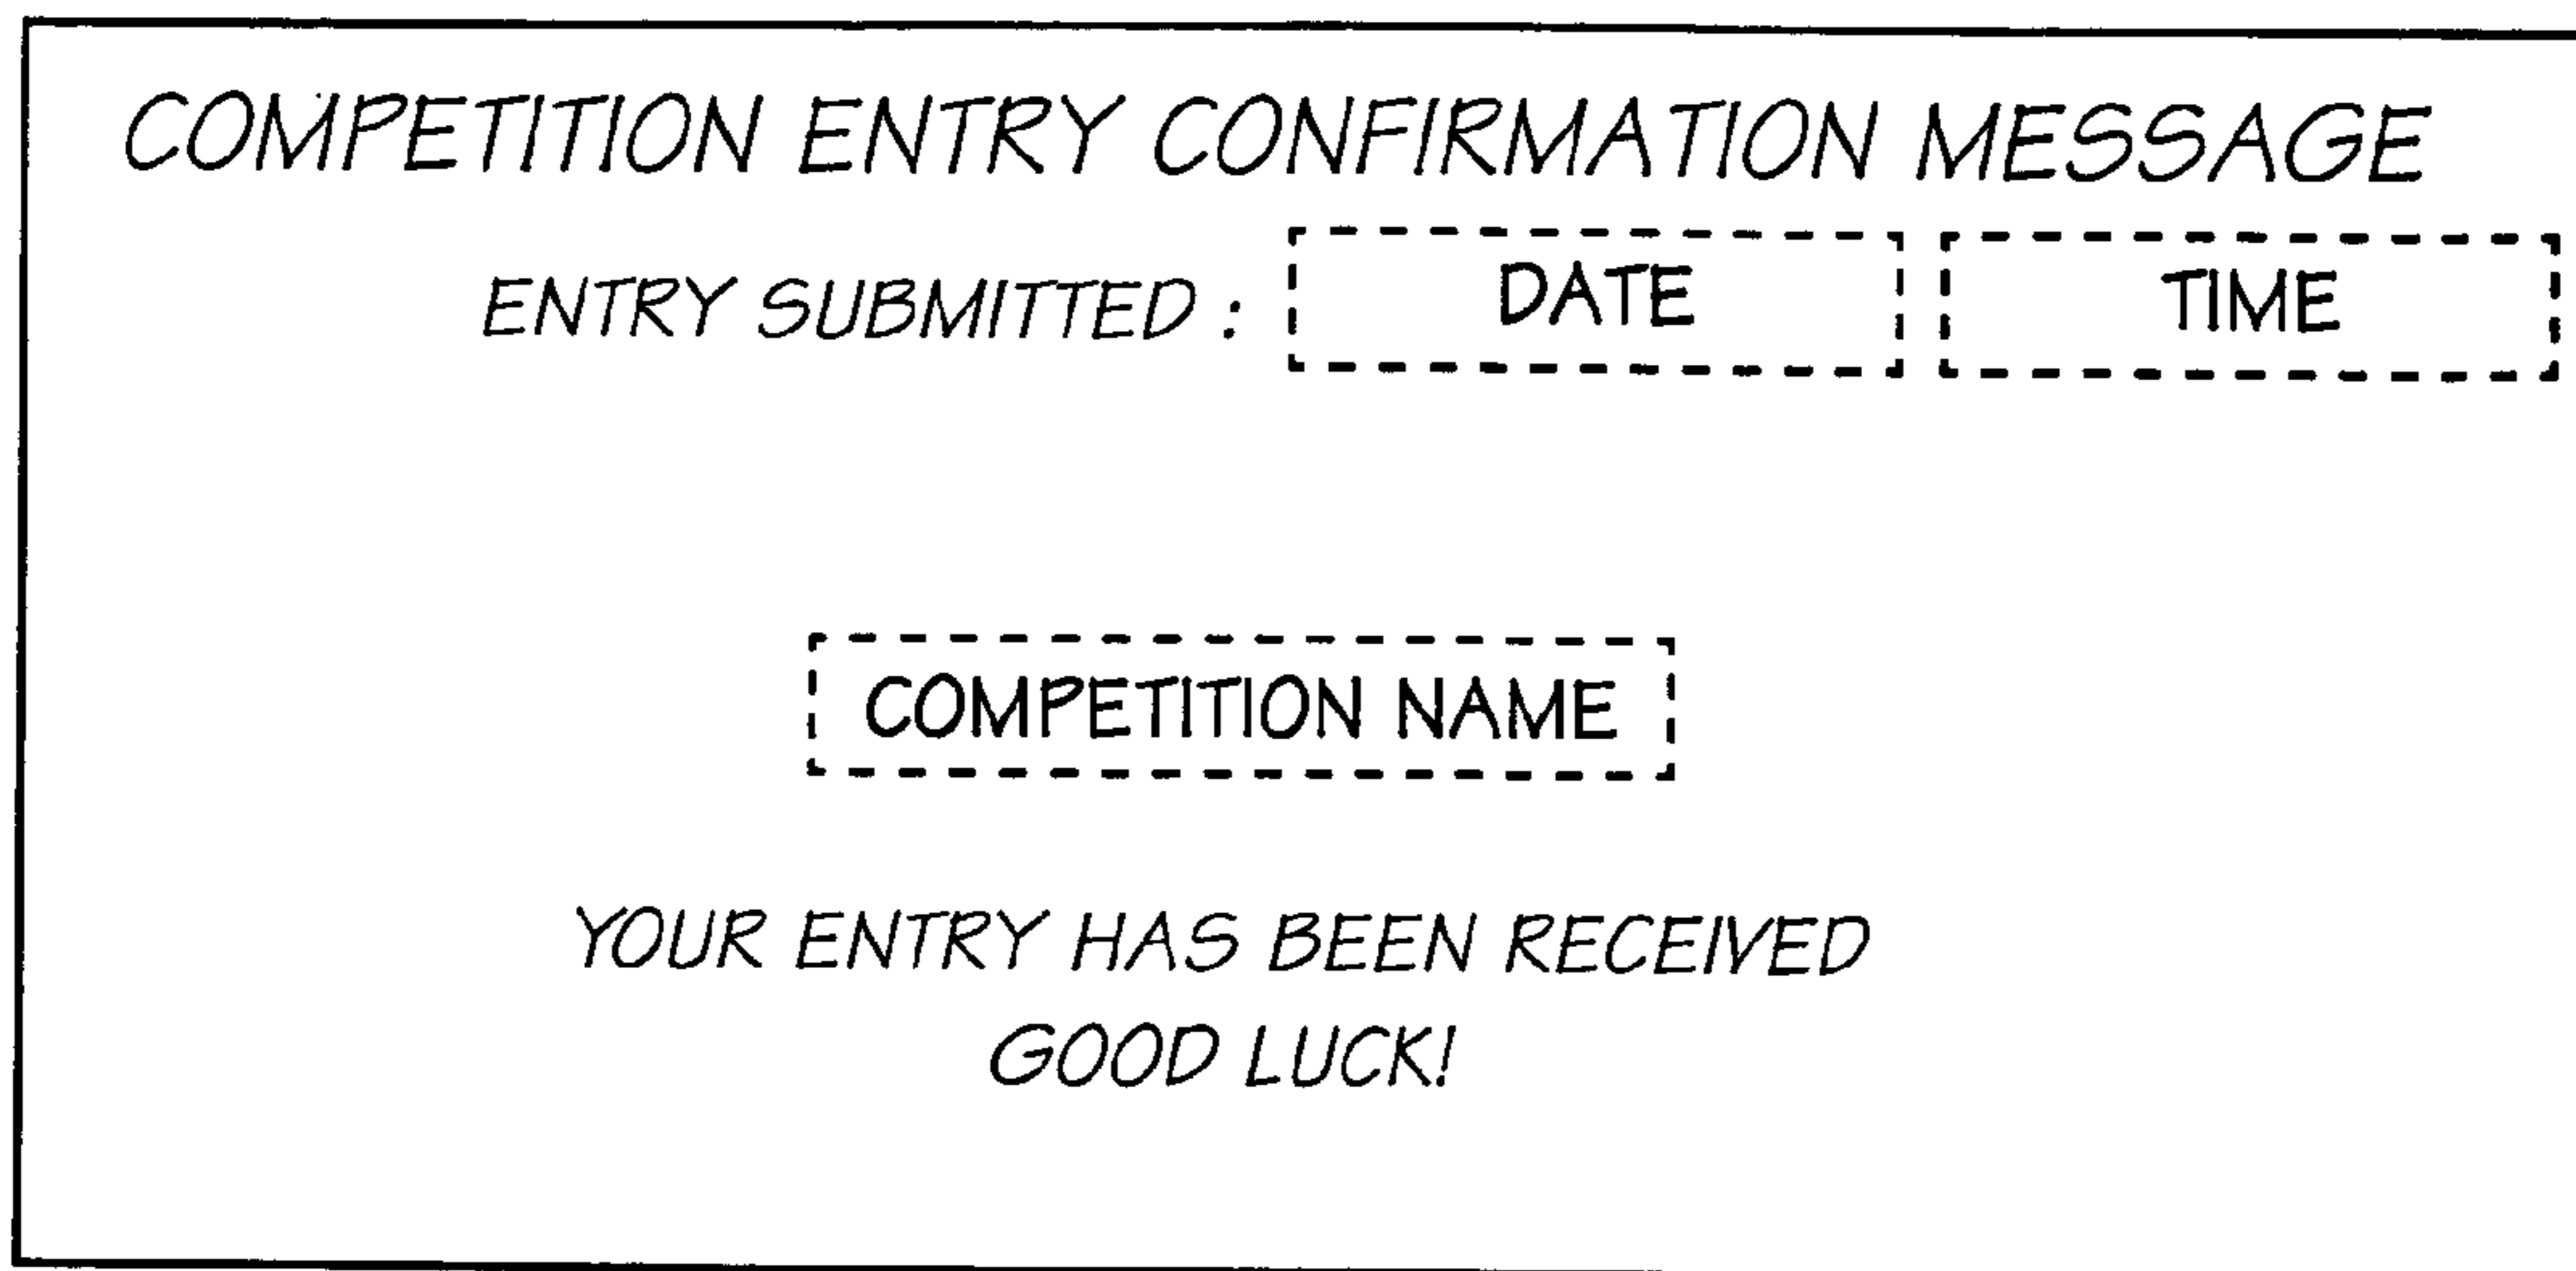 COMPETITION ENTRY CONFIRMATION MESSAGE
ENTRY SUBMITTED : DATE TIME
COMPETITION NAME
YOUR ENTRY HAS BEEN RECEIVED
GOOD LUCK!